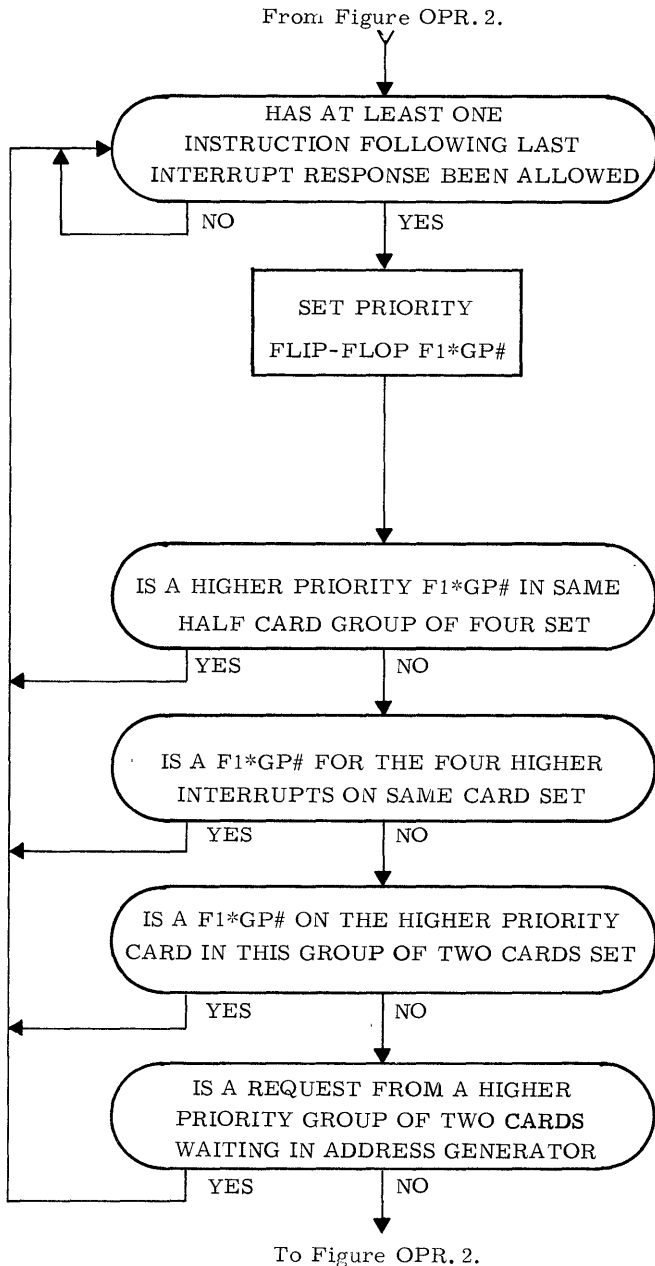 From Figure OPR. 2.
HAS AT LEAST ONE
INSTRUCTION FOLLOWING LAST
INTERRUPT RESPONSE BEEN ALLOWED
NO
YES
SET PRIORITY
FLIP-FLOP F1*GP#
IS A HIGHER PRIORITY F1*GP# IN SAME
HALF CARD GROUP OF FOUR SET
YES
NO
IS A F1*GP# FOR THE FOUR HIGHER
INTERRUPTS ON SAME CARD SET
YES
NO
IS A F1*GP# ON THE HIGHER PRIORITY
CARD IN THIS GROUP OF TWO CARDS SET
YES
NO
IS A REQUEST FROM A HIGHER
PRIORITY GROUP OF TWO CARDS
WAITING IN ADDRESS GENERATOR
YES
NO
To Figure OPR. 2.